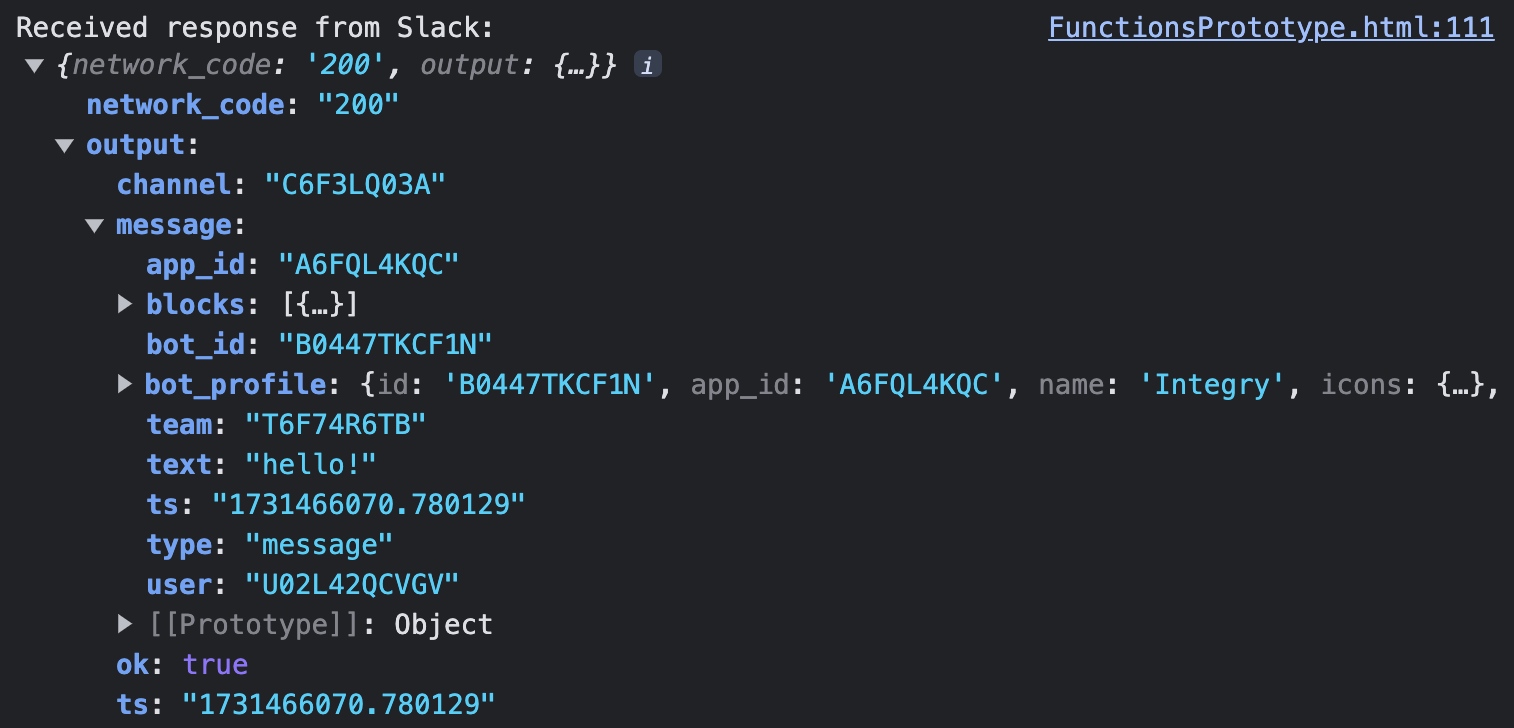 Received response from Slack: FunctionsPrototype.html:111
▼ {network_code: '200', output: {…}} i
network_code: "200"
▼ output:
channel: "C6F3LQ03A"
▼ message:
app_id: "A6FQL4KQC"
▶ blocks: [{…}]
bot_id: "B0447TKCF1N"
▶ bot_profile: {id: 'B0447TKCF1N', app_id: 'A6FQL4KQC', name: 'Integry', icons: {…},
team: "T6F74R6TB"
text: "hello!"
ts: "1731466070.780129"
type: "message"
user: "U02L42QCVGV"
▶ [[Prototype]]: Object
ok: true
ts: "1731466070.780129"